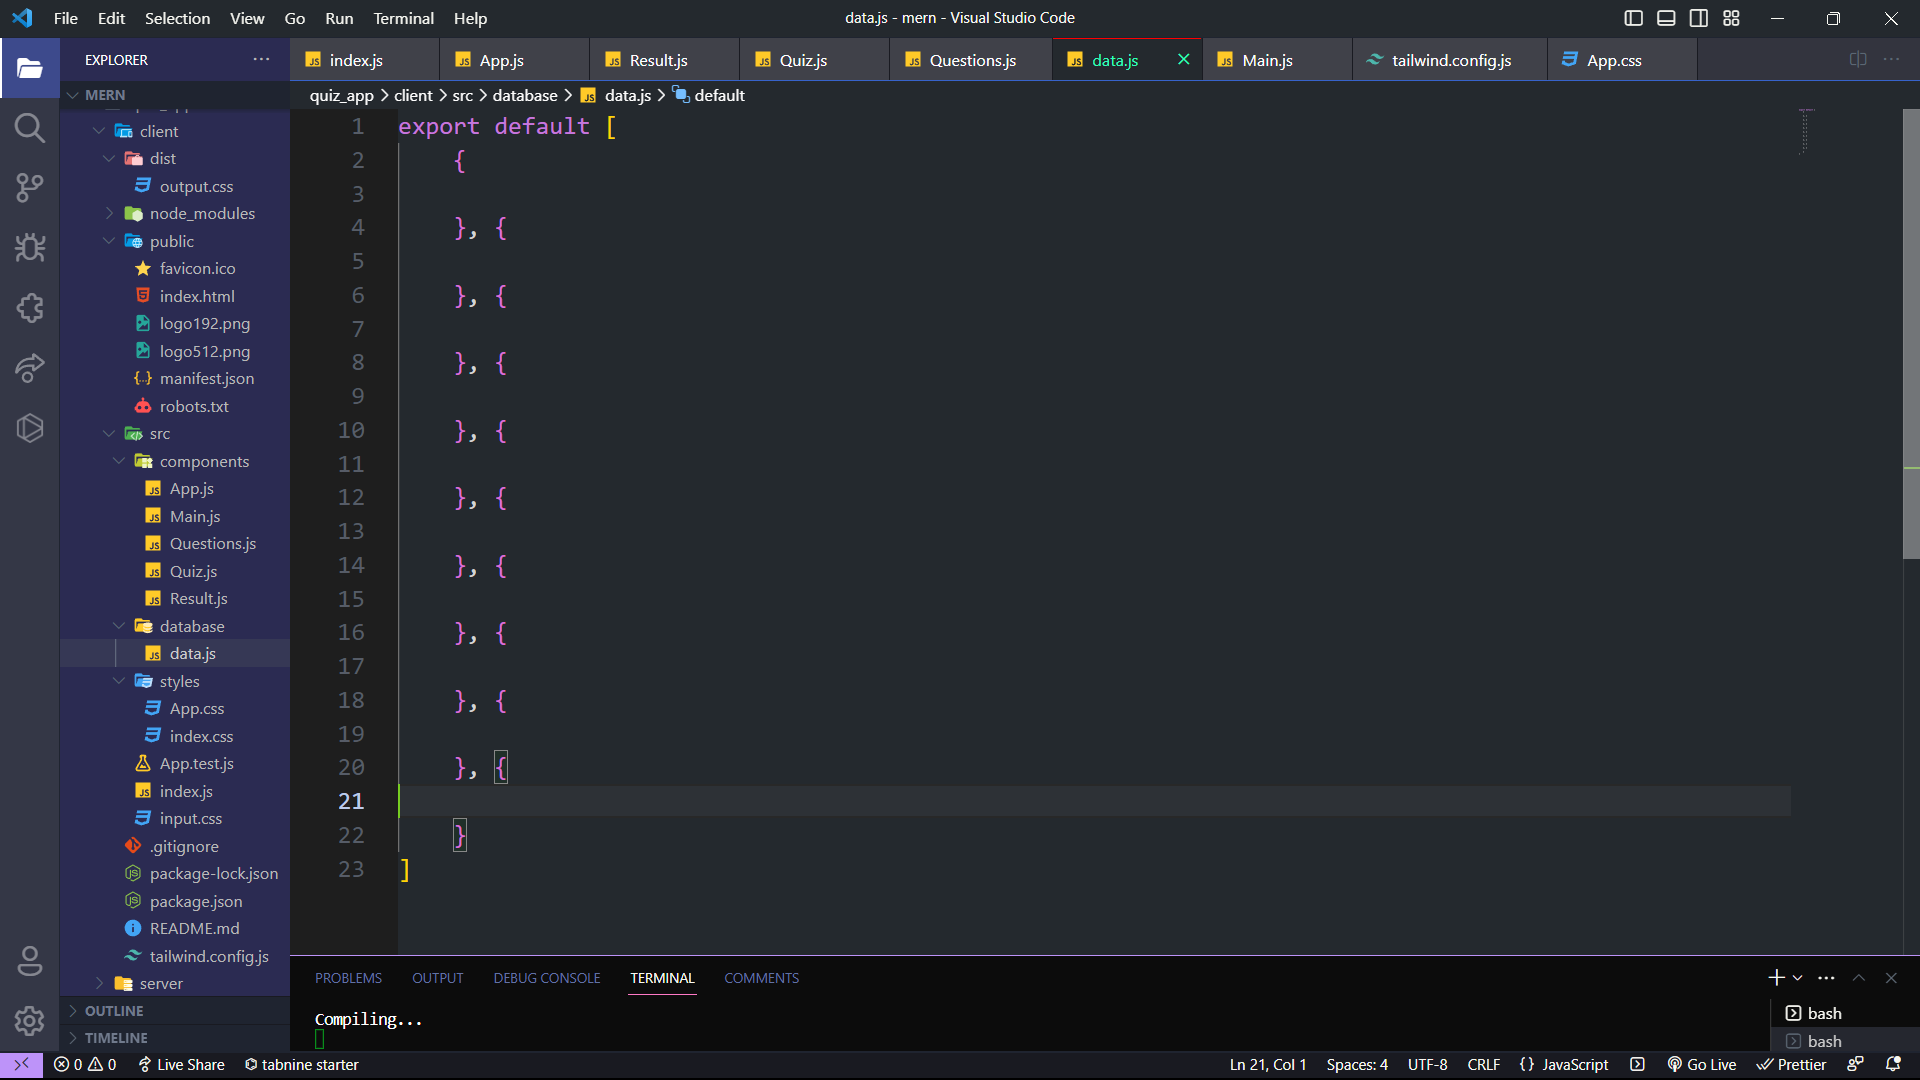 File Edit Selection View Go Run Terminal Help
data.js - mern - Visual Studio Code
EXPLORER
index.js
App.js
Result.js
Quiz.js
Questions.js
data.js
Main.js
tailwind.config.js
App.css
MERN
quiz_app > client > src > database > data.js > default
client
dist
output.css
node_modules
public
favicon.ico
index.html
logo192.png
logo512.png
manifest.json
robots.txt
src
components
App.js
Main.js
Questions.js
Quiz.js
Result.js
database
data.js
styles
App.css
index.css
App.test.js
index.js
input.css
.gitignore
package-lock.json
package.json
README.md
tailwind.config.js
server
OUTLINE
TIMELINE
1 export default [
2 {
3
4 }, {
5
6 }, {
7
8 }, {
9
10 }, {
11
12 }, {
13
14 }, {
15
16 }, {
17
18 }, {
19
20 }, {
21
22 }
23 ]
PROBLEMS OUTPUT DEBUG CONSOLE TERMINAL COMMENTS
Compiling...
bash
bash
0 0 Live Share tabnine starter
Ln 21, Col 1 Spaces: 4 UTF-8 CRLF {} JavaScript Go Live Prettier